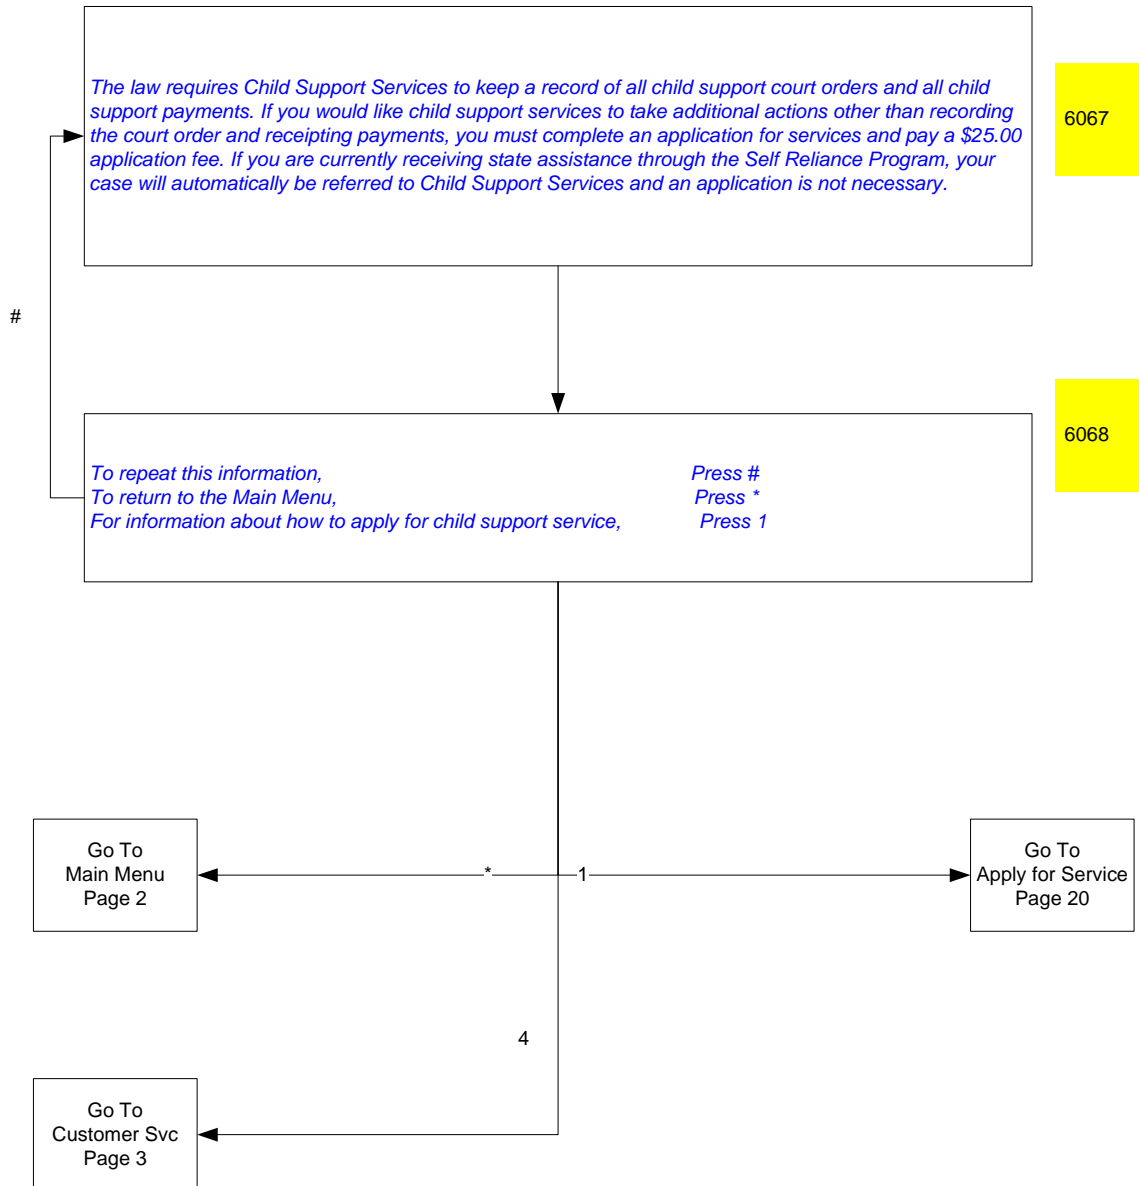 The law requires Child Support Services to keep a record of all child support court orders and all child
support payments. If you would like child support services to take additional actions other than recording
the court order and receipting payments, you must complete an application for services and pay a $25.00
application fee. If you are currently receiving state assistance through the Self Reliance Program, your
case will automatically be referred to Child Support Services and an application is not necessary.
6067
#
6068
To repeat this information, Press #
To return to the Main Menu, Press *
For information about how to apply for child support service, Press 1
Go To
Main Menu
Page 2
*
1
Go To
Apply for Service
Page 20
4
Go To
Customer Svc
Page 3